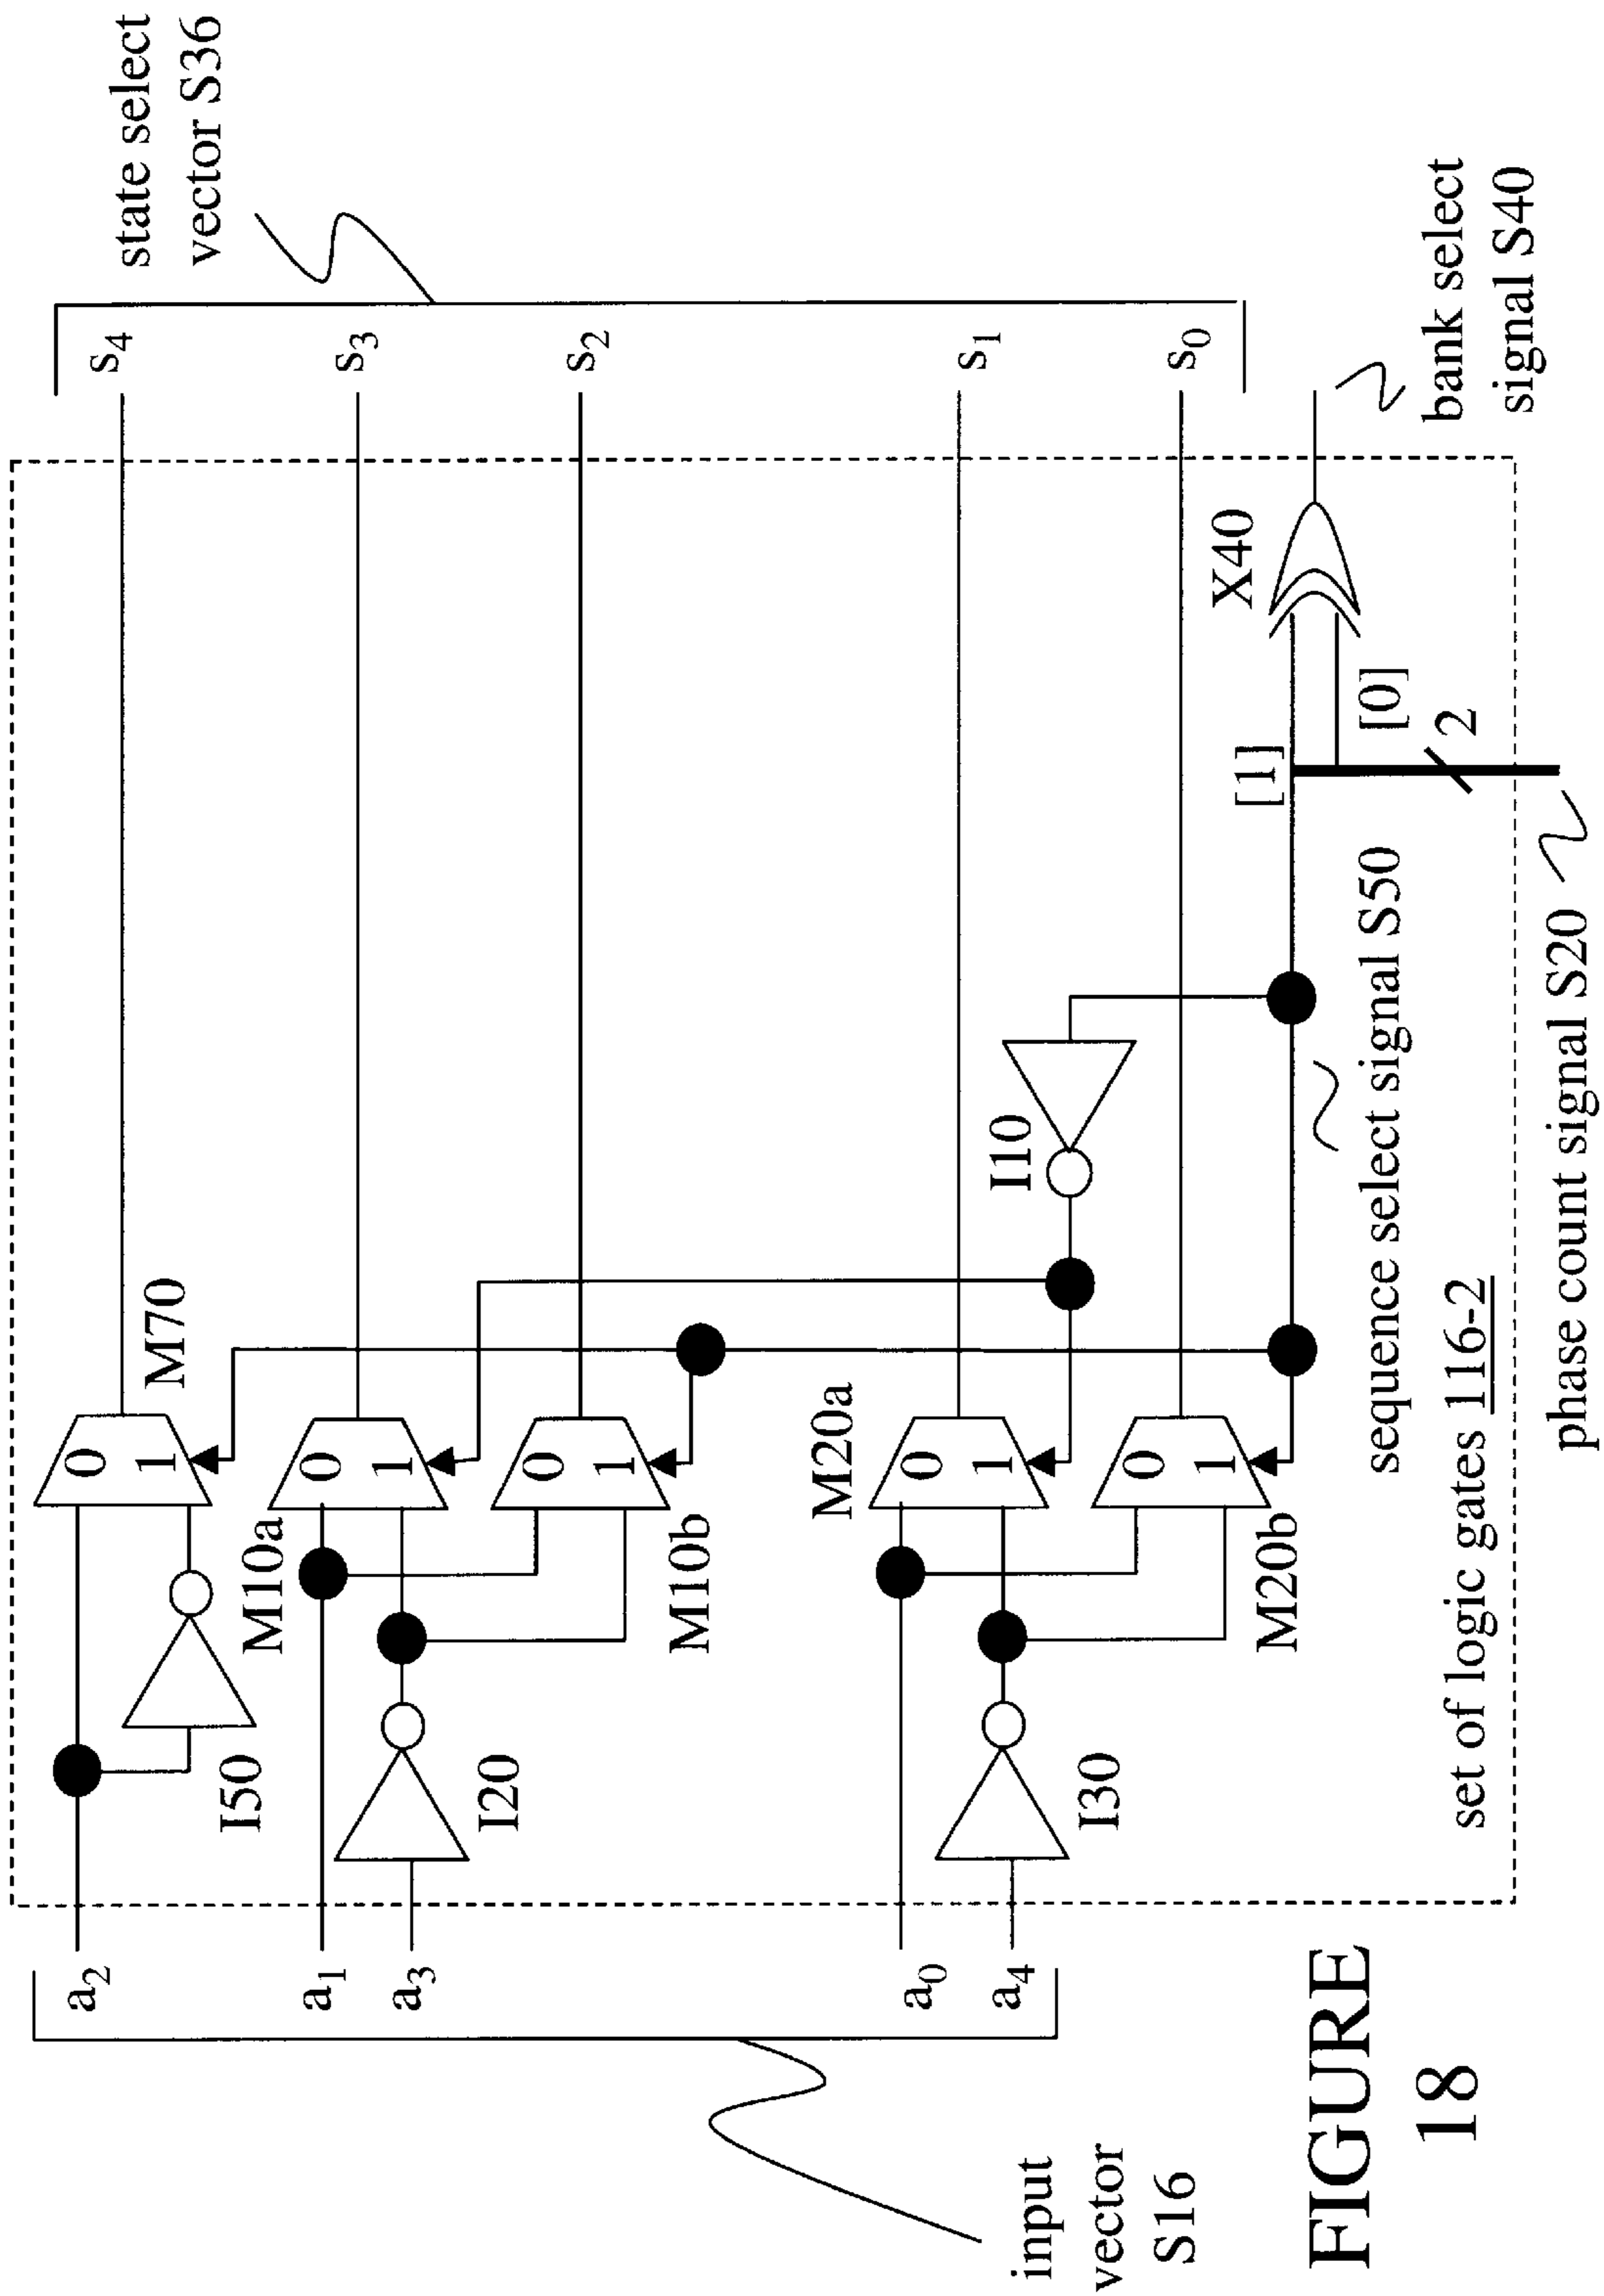 state select
vector S36
s4
s3
s2
s1
s0
bank select
signal S40
X40
[1]
[0]
2
M70
0
1
M10a
0
1
M10b
0
1
M20a
0
1
M20b
0
1
I10
I50
I20
I30
sequence select signal S50
set of logic gates 116-2
phase count signal S20
a2
a1
a3
a0
a4
input
vector
S16
FIGURE
18